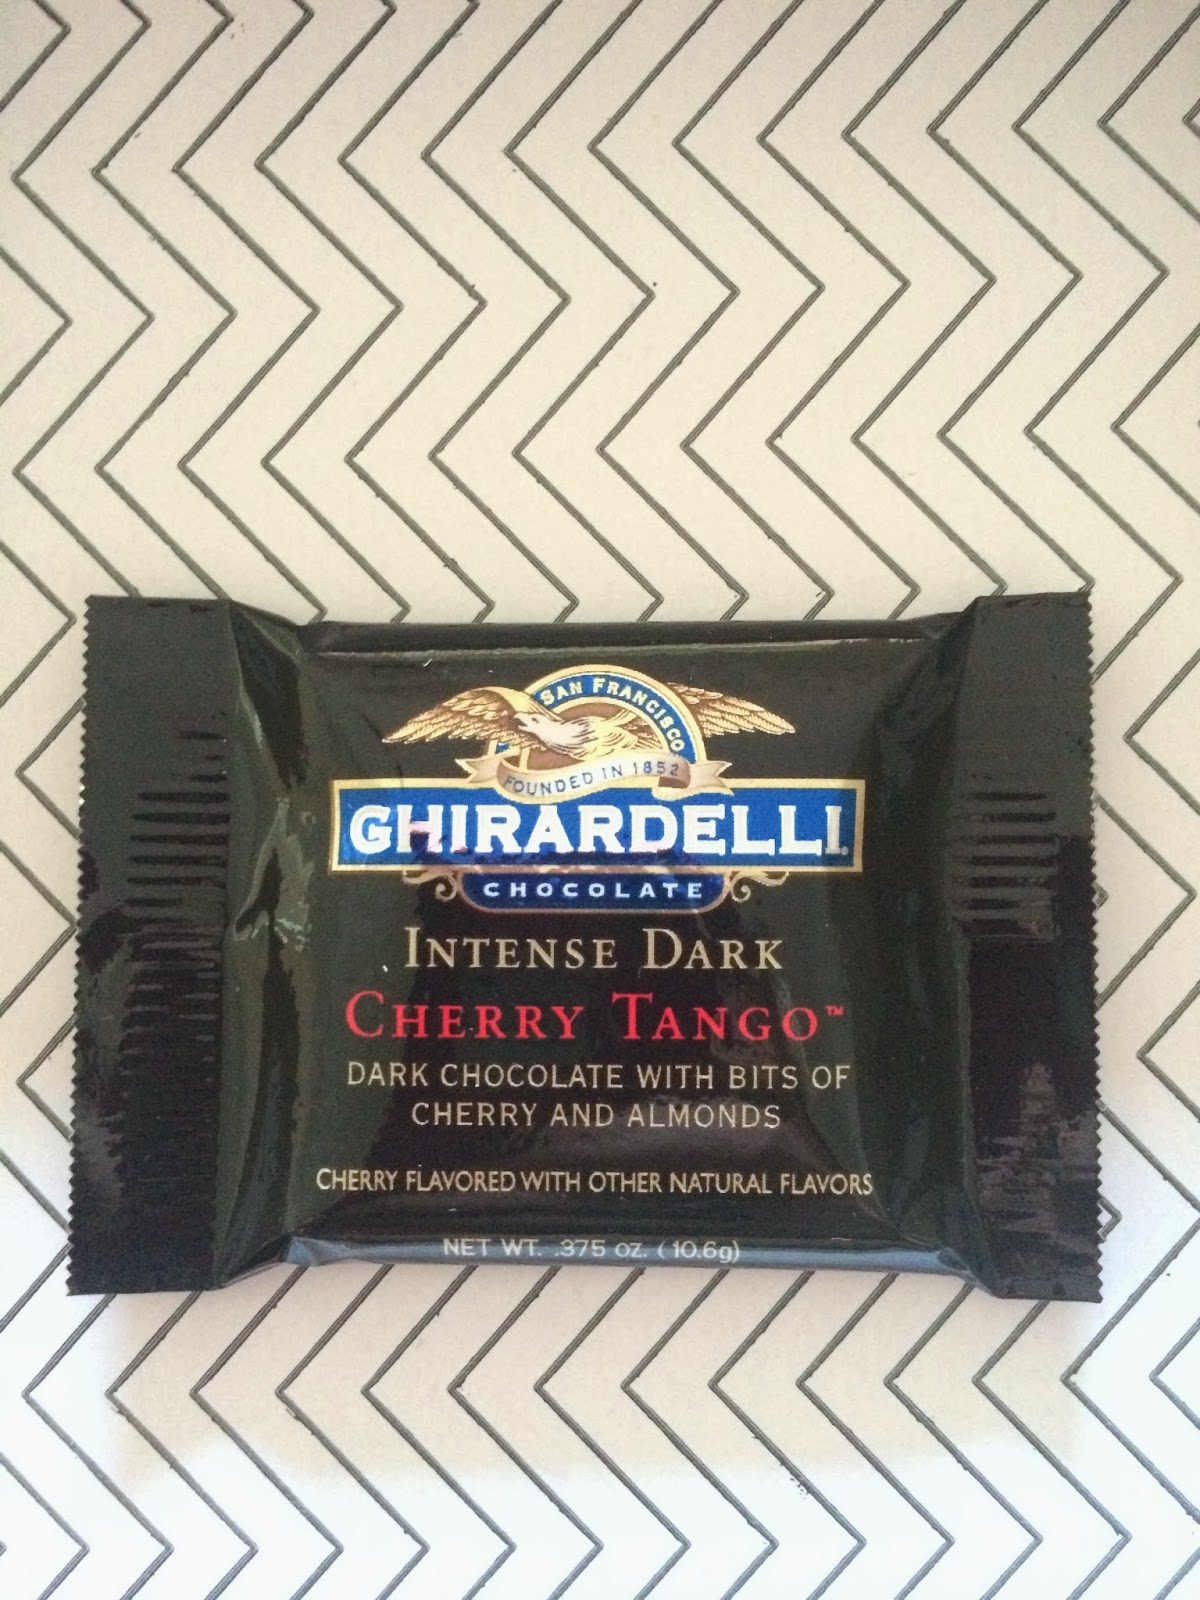 SAN FRANCISCO
FOUNDED IN 1852
GHIRARDELLI.
CHOCOLATE
INTENSE DARK
CHERRY TANGO™
DARK CHOCOLATE WITH BITS OF
CHERRY AND ALMONDS
CHERRY FLAVORED WITH OTHER NATURAL FLAVORS
NET WT. .375 OZ. (10.6g)